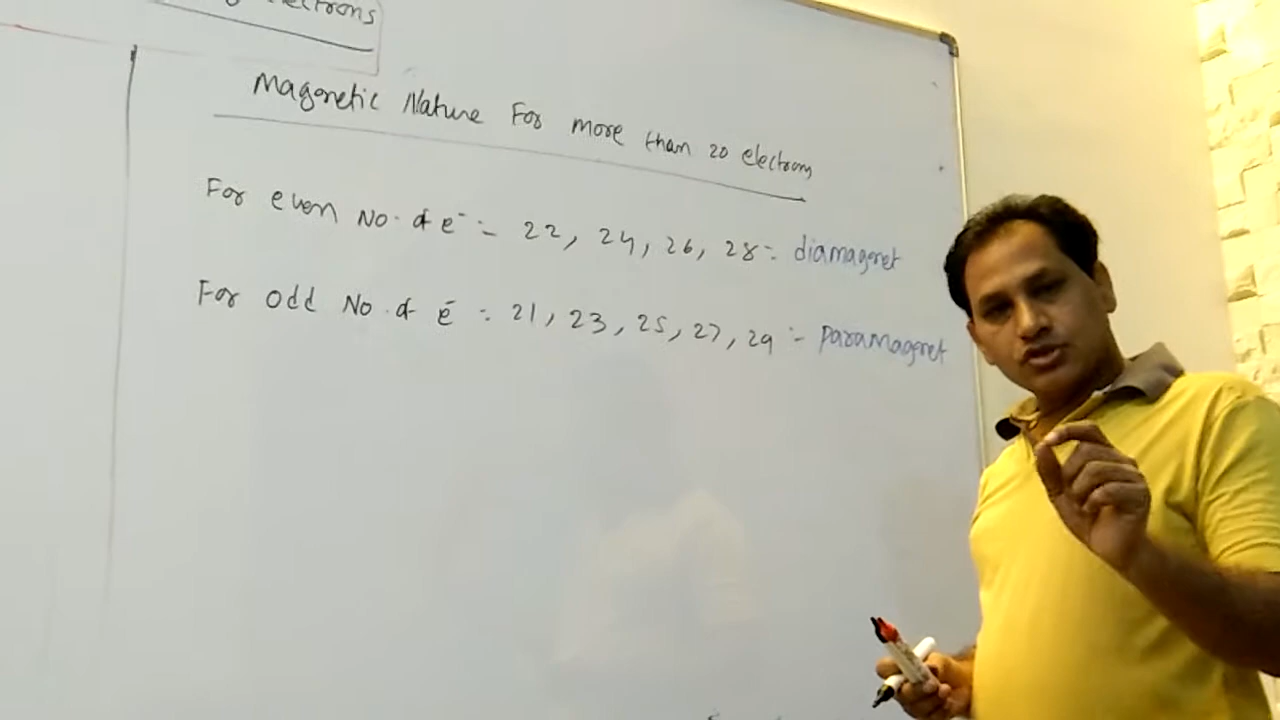 electrons
Magnetic Nature For more than 20 electrons
For even No. of e⁻ :- 22, 24, 26, 28 :- diamagnet
For odd No. of e⁻ : 21, 23, 25, 27, 29 :- paramagnet